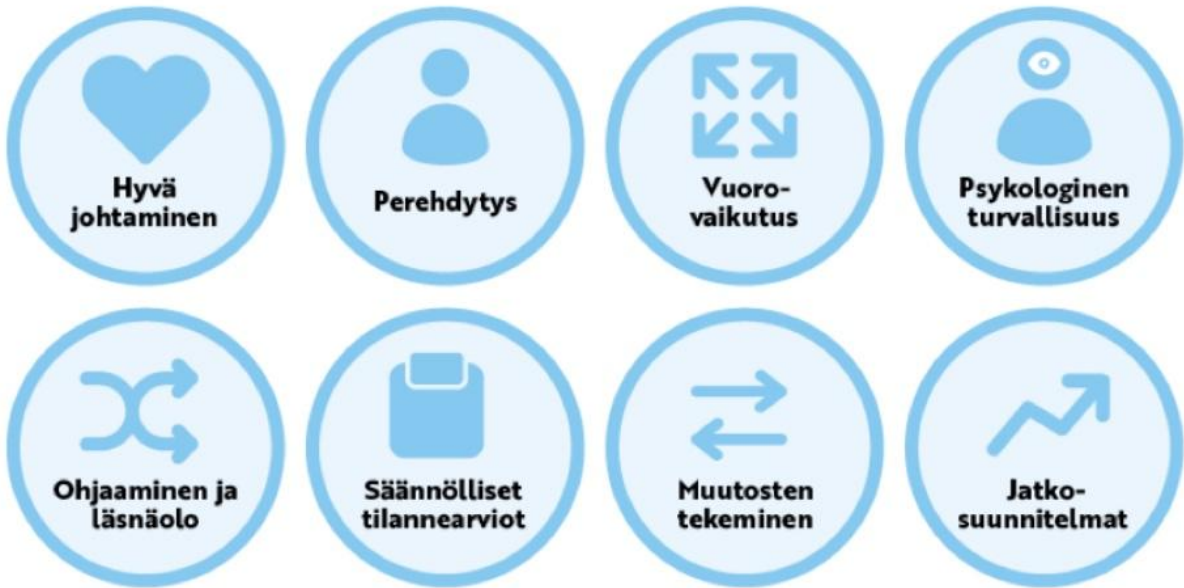 Hyvä
johtaminen
Perehdytys
Vuoro-
vaikutus
Psykologinen
turvallisuus
Ohjaaminen ja
läsnäolo
Säännölliset
tilannearviot
Muutosten
tekeminen
Jatko-
suunnitelmat